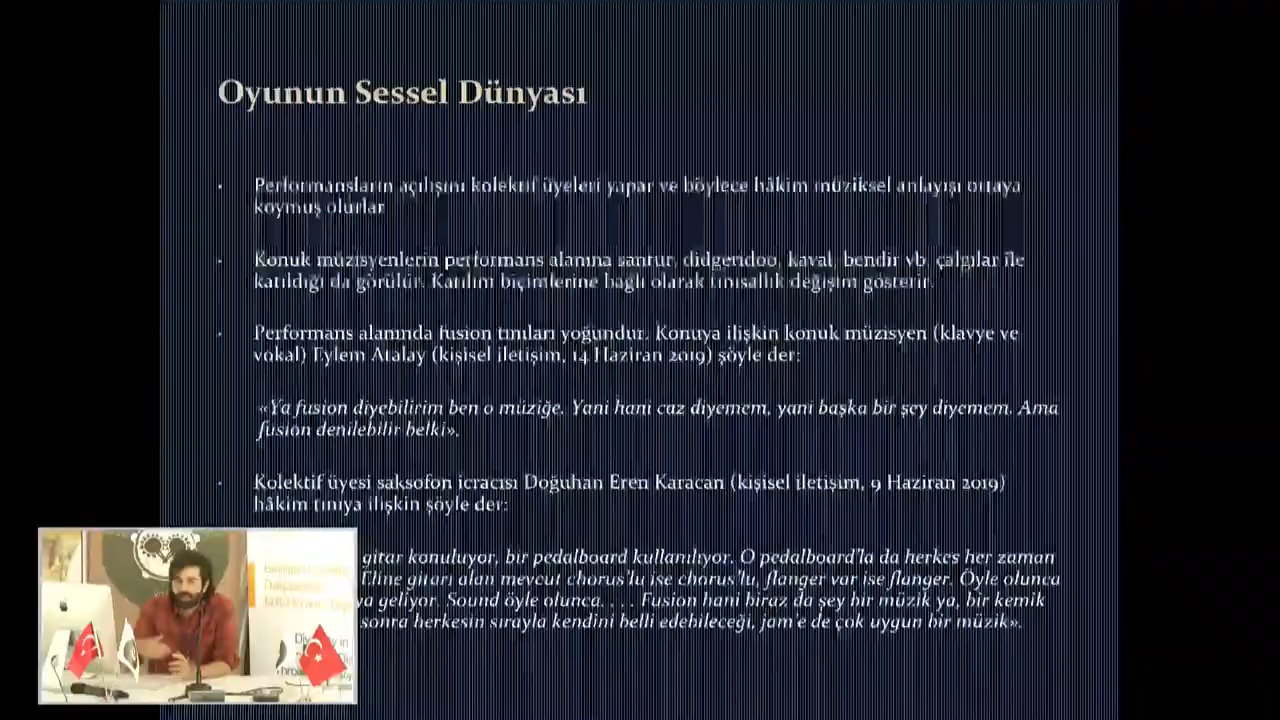 Oyunun Sessel Dünyası
Performansların açılışını kolektif üyeleri yapar ve böylece hâkim müziksel anlayışı ortaya
koymuş olurlar
Konuk müzisyenlerin performans alanına santur, didgeridoo, kaval, bendir vb. çalgılar ile
katıldığı da görülür. Katılım biçimlerine bağlı olarak tınısallık değişim gösterir.
Performans alanında fusion tınıları yoğundur. Konuya ilişkin konuk müzisyen (klavye ve
vokal) Eylem Atalay (kişisel iletişim, 14 Haziran 2019) şöyle der:
«Ya fusion diyebilirim ben o müziğe. Yani hani caz diyemem, yani başka bir şey diyemem. Ama
fusion denilebilir belki».
Kolektif üyesi saksofon icracısı Doğuhan Eren Karacan (kişisel iletişim, 9 Haziran 2019)
hâkim tınıya ilişkin şöyle der:
gitar konuluyor, bir pedalboard kullanılıyor. O pedalboard'la da herkes her zaman
Eline gitarı alan mevcut chorus'lu ise chorus'lu, flanger var ise flanger. Öyle olunca
ya geliyor. Sound öyle olunca. . . . Fusion hani biraz da şey bir müzik ya, bir kemik
sonra herkesin sırayla kendini belli edebileceği, jam'e de çok uygun bir müzik».